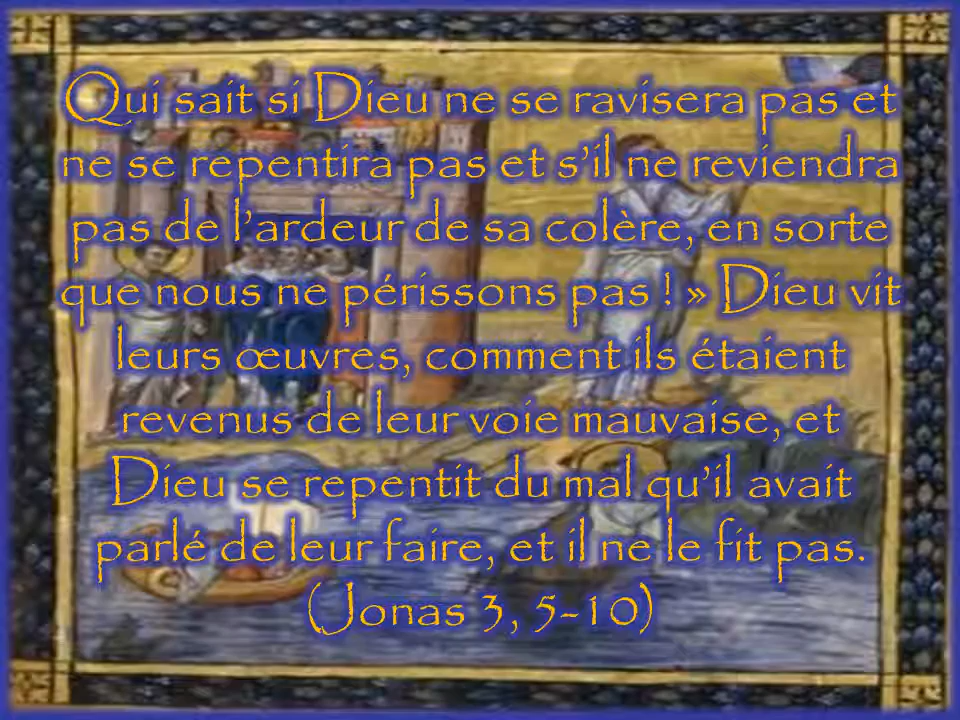 Qui sait si Dieu ne se ravisera pas et
ne se repentira pas et s’il ne reviendra
pas de l’ardeur de sa colère, en sorte
que nous ne périssons pas ! » Dieu vit
leurs œuvres, comment ils étaient
revenus de leur voie mauvaise, et
Dieu se repentit du mal qu’il avait
parlé de leur faire, et il ne le fit pas.
(Jonas 3, 5-10)